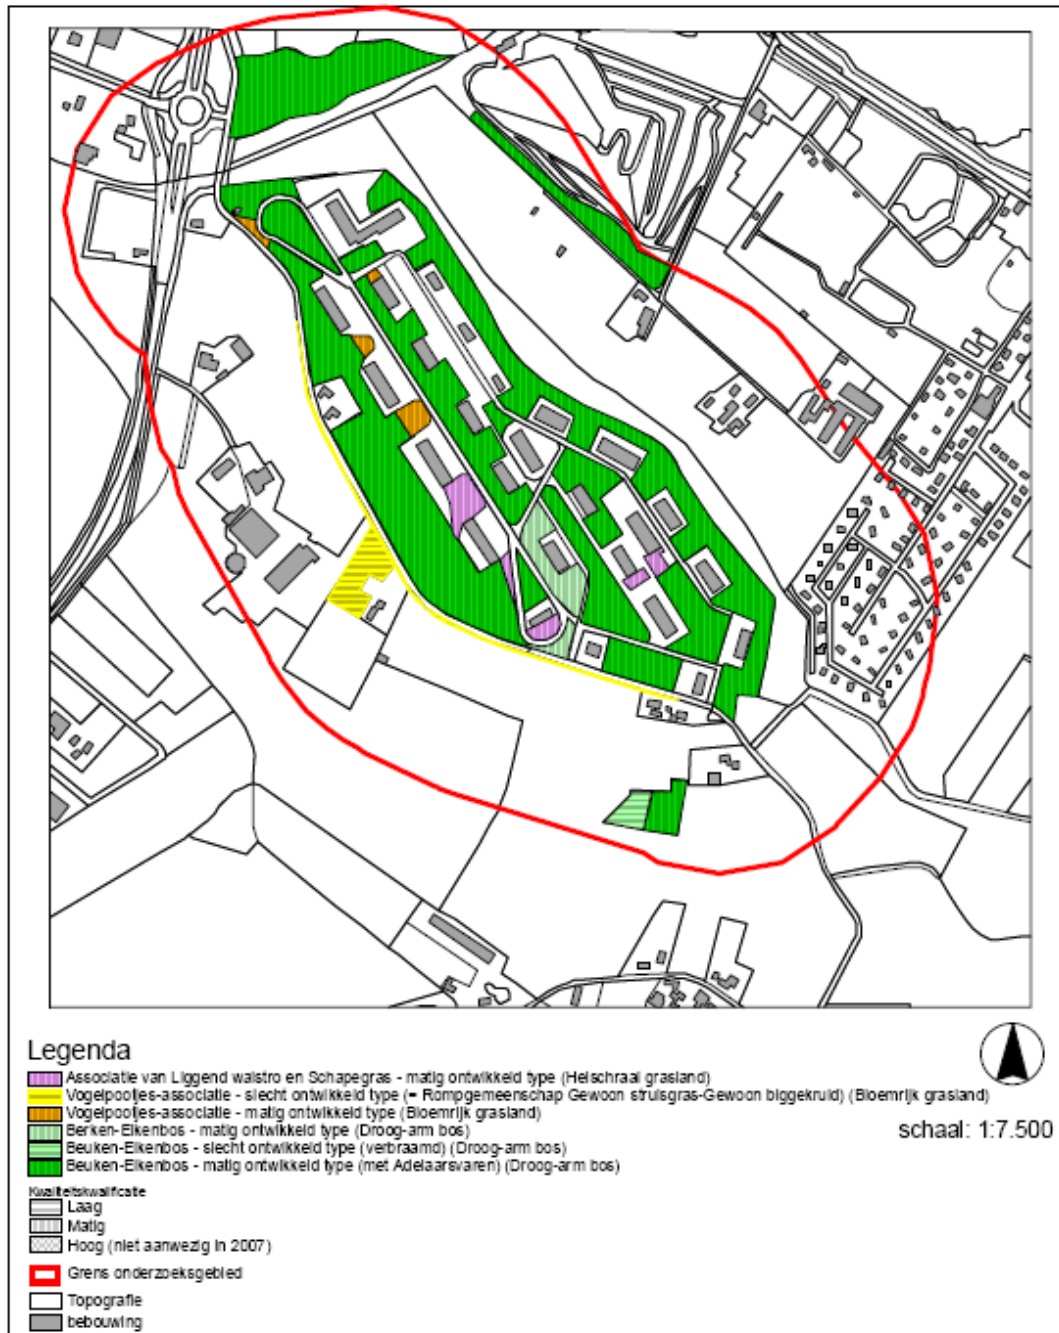 Legenda
Associatie van Liggend walstro en Schapegras - matig ontwikkeld type (Heischraal grasland)
Vogelpootjes-associatie - slecht ontwikkeld type (= Rompgemeenschap Gewoon struisgras-Gewoon biggekruid) (Bloemrijk grasland)
Vogelpootjes-associatie - matig ontwikkeld type (Bloemrijk grasland)
Berken-Eikenbos - matig ontwikkeld type (Droog-arm bos)
Beuken-Eikenbos - slecht ontwikkeld type (verbraamd) (Droog-arm bos)
Beuken-Eikenbos - matig ontwikkeld type (met Adelaarsvaren) (Droog-arm bos)
schaal: 1:7.500
Kwaliteitskwalificatie
Laag
Matig
Hoog (niet aanwezig in 2007)
Grens onderzoeksgebied
Topografie
bebouwing